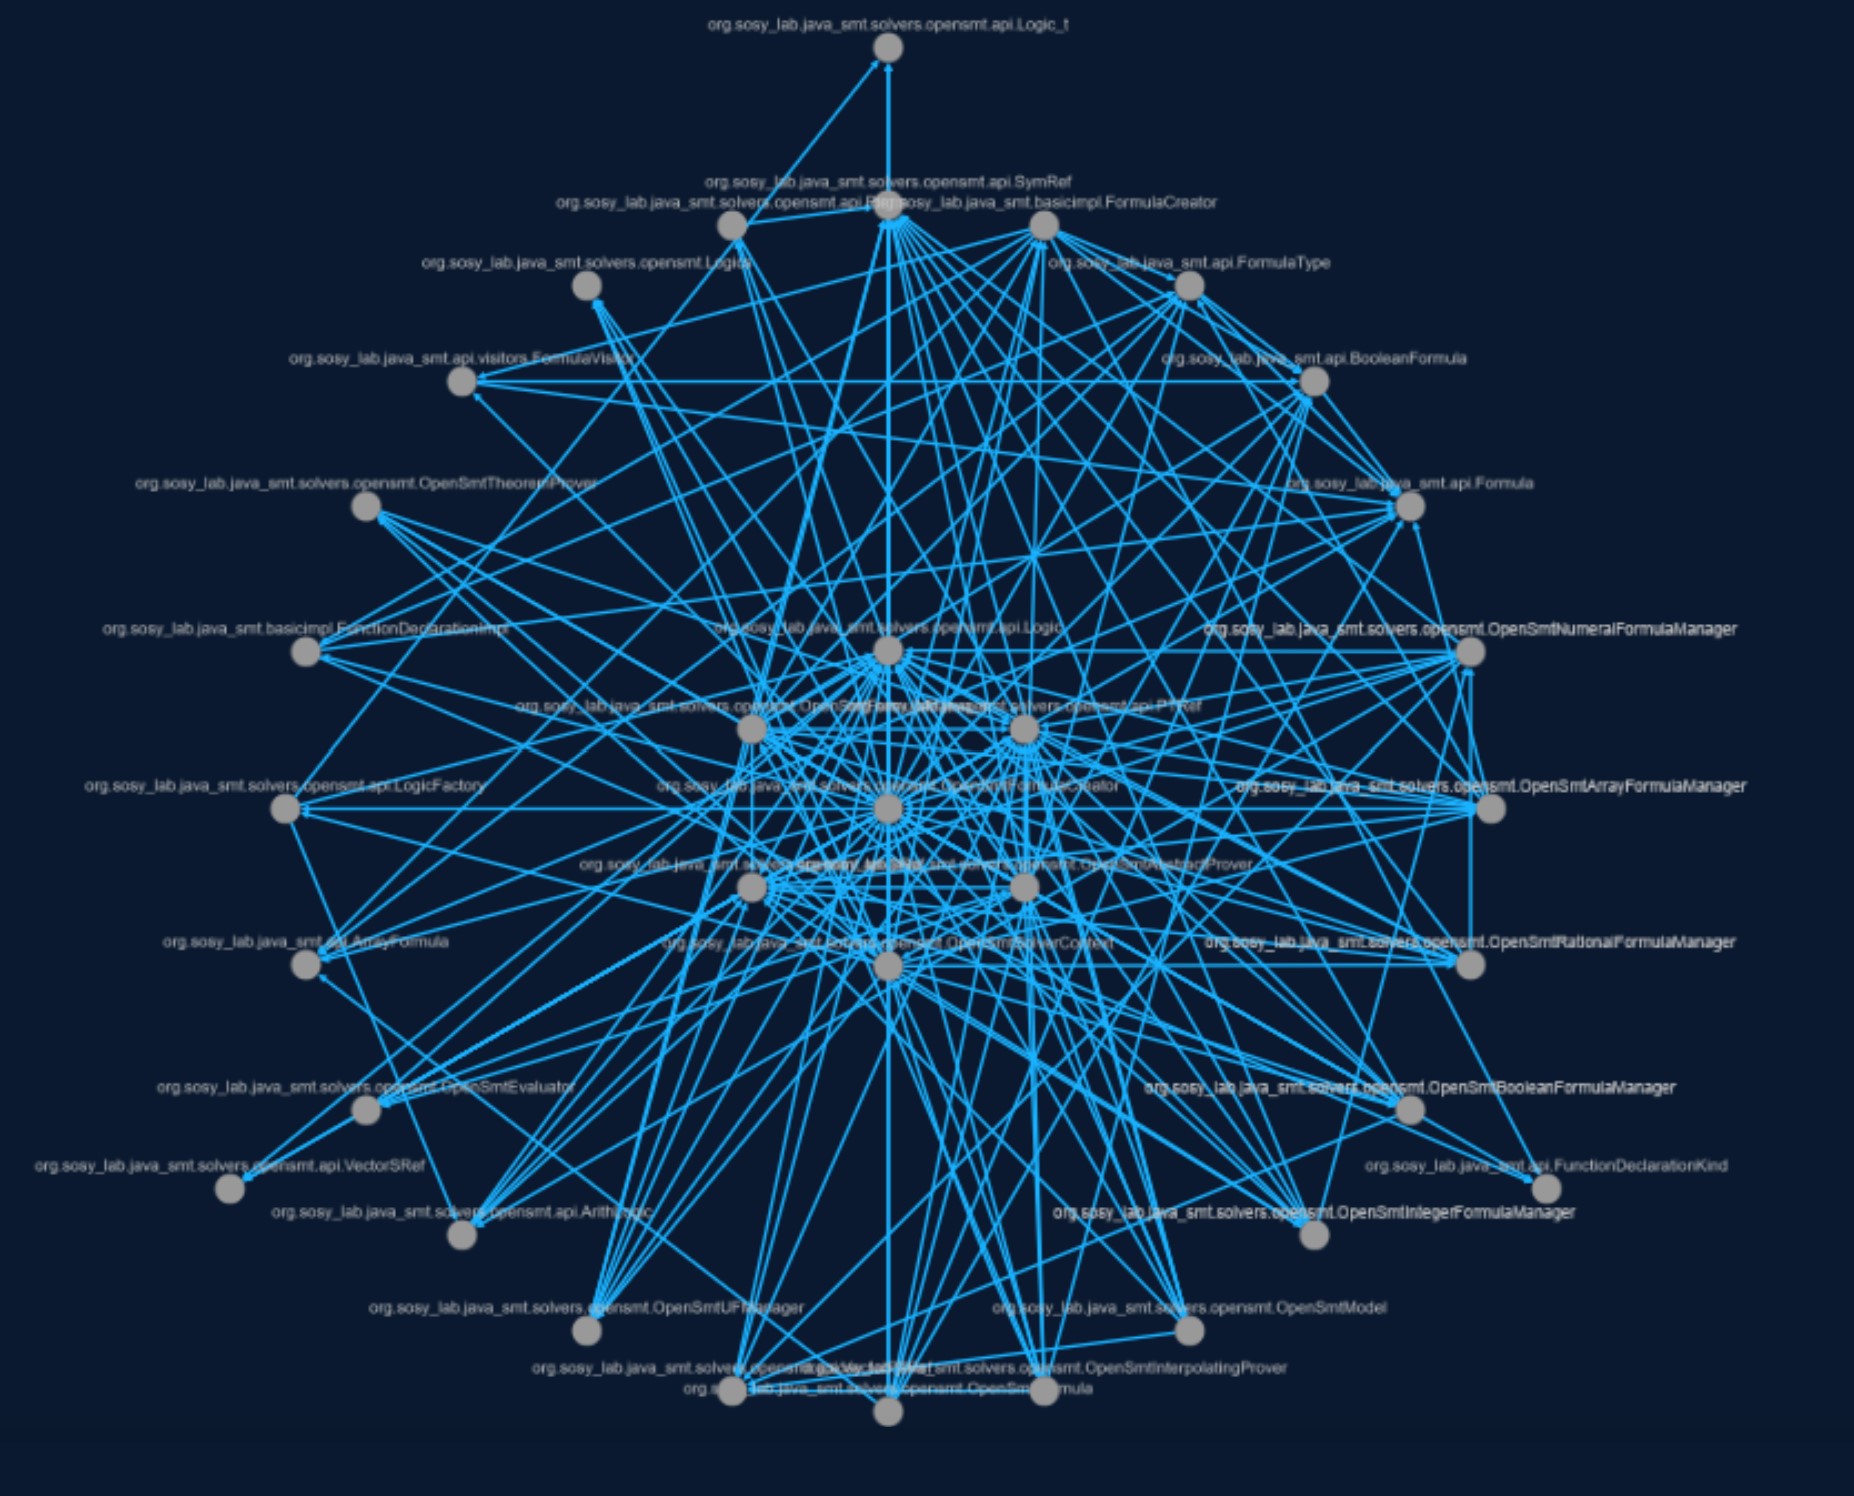 org.sosy_lab.java_smt.solvers.opensmt.api.Logic_t
org.sosy_lab.java_smt.solvers.opensmt.api.SymRef
org.sosy_lab.java_smt.solvers.opensmt.api.
org.sosy_lab.java_smt.basicimpl.FormulaCreator
org.sosy_lab.java_smt.solvers.opensmt.Logics
org.sosy_lab.java_smt.api.FormulaType
org.sosy_lab.java_smt.api.visitors.FormulaVisitor
org.sosy_lab.java_smt.api.BooleanFormula
org.sosy_lab.java_smt.solvers.opensmt.OpenSmtTheoremProver
org.sosy_lab.java_smt.api.Formula
org.sosy_lab.java_smt.basicimpl.FunctionDeclarationImpl
org.sosy_lab.java_smt.solvers.opensmt.api.Logic
org.sosy_lab.java_smt.solvers.opensmt.OpenSmtNumeralFormulaManager
org.sosy_lab.java_smt.solvers.opensmt.OpenSmtFormulaManager
org.sosy_lab.java_smt.solvers.opensmt.api.PTRef
org.sosy_lab.java_smt.solvers.opensmt.api.LogicFactory
org.sosy_lab.java_smt.solvers.opensmt.OpenSmtFormulaCreator
org.sosy_lab.java_smt.solvers.opensmt.OpenSmtArrayFormulaManager
org.sosy_lab.java_smt.solvers.opensmt.api.SRef
org.sosy_lab.java_smt.solvers.opensmt.OpenSmtAbstractProver
org.sosy_lab.java_smt.api.ArrayFormula
org.sosy_lab.java_smt.solvers.opensmt.OpenSmtSolverContext
org.sosy_lab.java_smt.solvers.opensmt.OpenSmtRationalFormulaManager
org.sosy_lab.java_smt.solvers.opensmt.OpenSmtEvaluator
org.sosy_lab.java_smt.solvers.opensmt.OpenSmtBooleanFormulaManager
org.sosy_lab.java_smt.solvers.opensmt.api.VectorSRef
org.sosy_lab.java_smt.api.FunctionDeclarationKind
org.sosy_lab.java_smt.solvers.opensmt.api.ArithLogic
org.sosy_lab.java_smt.solvers.opensmt.OpenSmtIntegerFormulaManager
org.sosy_lab.java_smt.solvers.opensmt.OpenSmtUFManager
org.sosy_lab.java_smt.solvers.opensmt.OpenSmtModel
org.sosy_lab.java_smt.solvers.opensmt.api.VectorPTRef
org.sosy_lab.java_smt.solvers.opensmt.OpenSmtInterpolatingProver
org.sosy_lab.java_smt.solvers.opensmt.OpenSmtFormula